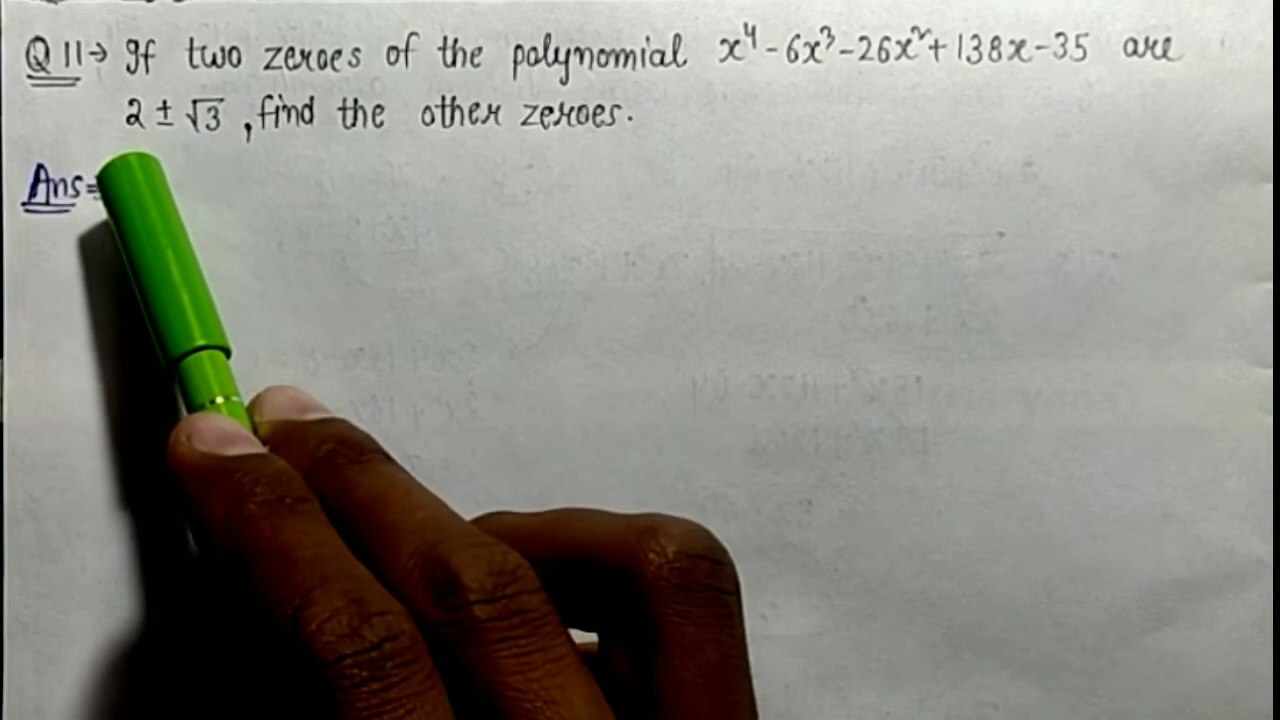 Q 11→ If two zeroes of the polynomial x⁴ - 6x³ - 26x² + 138x - 35 are
2 ± √3 , find the other zeroes.
Ans=